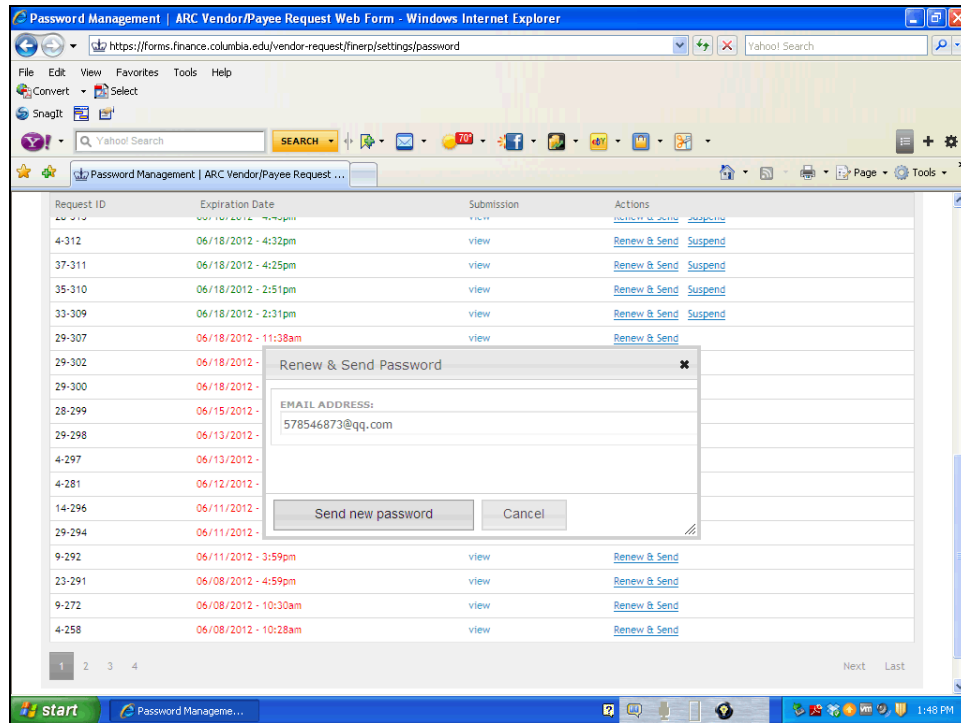 Password Management | ARC Vendor/Payee Request Web Form - Windows Internet Explorer
https://forms.finance.columbia.edu/vendor-request/finerp/settings/password
Yahoo! Search
File Edit View Favorites Tools Help
Convert Select
SnagIt
Y! Yahoo! Search SEARCH 70° ebY
Password Management | ARC Vendor/Payee Request ... Page Tools
Request ID Expiration Date Submission Actions
4-312 06/18/2012 - 4:32pm view Renew & Send Suspend
37-311 06/18/2012 - 4:25pm view Renew & Send Suspend
35-310 06/18/2012 - 2:51pm view Renew & Send Suspend
33-309 06/18/2012 - 2:31pm view Renew & Send Suspend
29-307 06/18/2012 - 11:38am view Renew & Send
29-302 06/18/2012 -
Renew & Send Password
29-300 06/18/2012 -
28-299 06/15/2012 -
EMAIL ADDRESS:
578546873@qq.com
29-298 06/13/2012 -
4-297 06/13/2012 -
4-281 06/12/2012 -
14-296 06/11/2012 -
Send new password Cancel
29-294 06/11/2012 -
9-292 06/11/2012 - 3:59pm view Renew & Send
23-291 06/08/2012 - 4:59pm view Renew & Send
9-272 06/08/2012 - 10:30am view Renew & Send
4-258 06/08/2012 - 10:28am view Renew & Send
1 2 3 4 Next Last
start Password Manageme... 1:48 PM